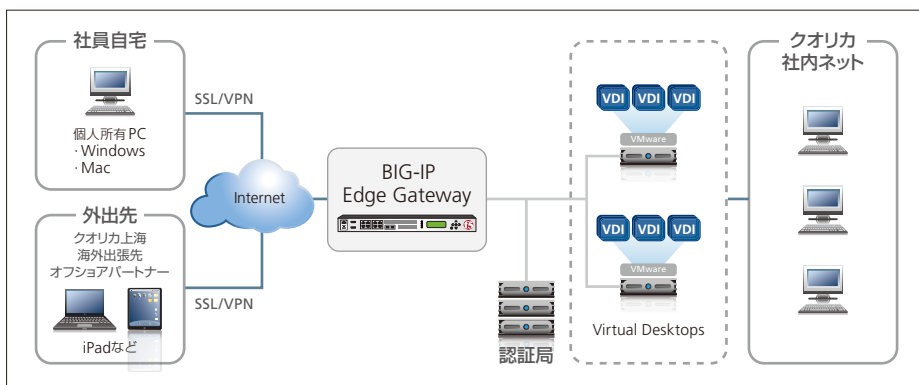 社員自宅
個人所有PC
・Windows
・Mac
SSL/VPN
外出先
クオリカ上海
海外出張先
オフショアパートナー
iPadなど
SSL/VPN
Internet
BIG-IP
Edge Gateway
認証局
VDI VDI VDI
VMware
VDI VDI VDI
VMware
Virtual Desktops
クオリカ
社内ネット